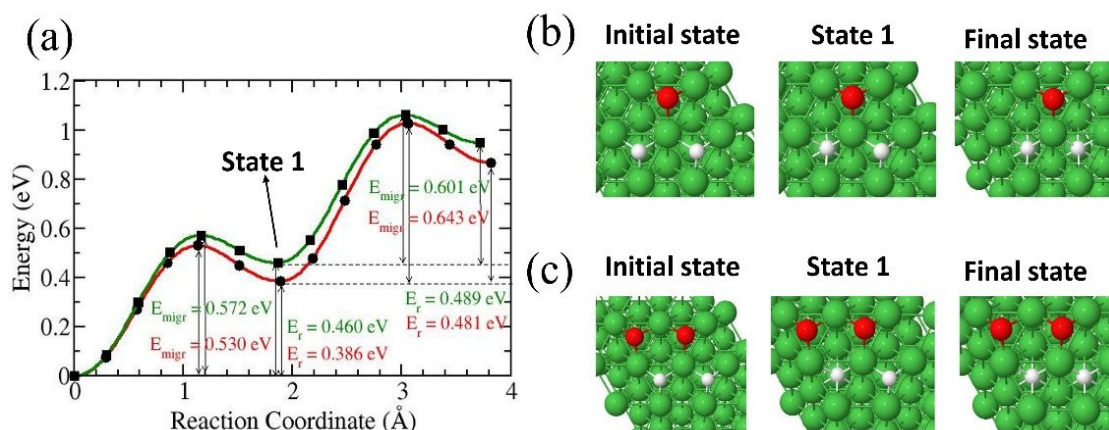 (a)
1.2
1
0.8
0.6
0.4
0.2
0
Energy (eV)
State 1
E_migr = 0.601 eV
E_migr = 0.643 eV
E_migr = 0.572 eV
E_migr = 0.530 eV
E_r = 0.460 eV
E_r = 0.386 eV
E_r = 0.489 eV
E_r = 0.481 eV
0 1 2 3 4
Reaction Coordinate (Å)
(b)
Initial state State 1 Final state
(c)
Initial state State 1 Final state